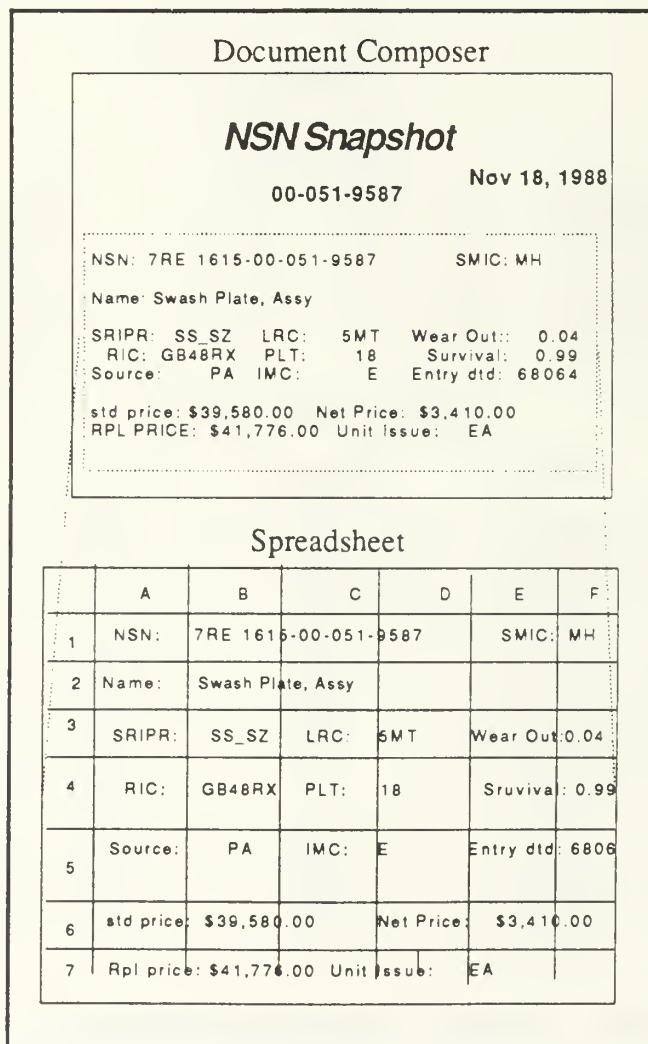 Document Composer
NSN Snapshot
Nov 18, 1988
00-051-9587
NSN: 7RE 1615-00-051-9587 SMIC: MH
Name: Swash Plate, Assy
SRIPR: SS_SZ LRC: 5MT Wear Out:: 0.04
RIC: GB48RX PLT: 18 Survival: 0.99
Source: PA IMC: E Entry dtd: 68064
std price: $39,580.00 Net Price: $3,410.00
RPL PRICE: $41,776.00 Unit Issue: EA
Spreadsheet
A B C D E F
1 NSN: 7RE 1615-00-051-9587 SMIC: MH
2 Name: Swash Plate, Assy
3 SRIPR: SS_SZ LRC: 5MT Wear Out: 0.04
4 RIC: GB48RX PLT: 18 Sruvival: 0.99
5 Source: PA IMC: E Entry dtd: 6806
6 std price: $39,580.00 Net Price: $3,410.00
7 Rpl price: $41,776.00 Unit Issue: EA